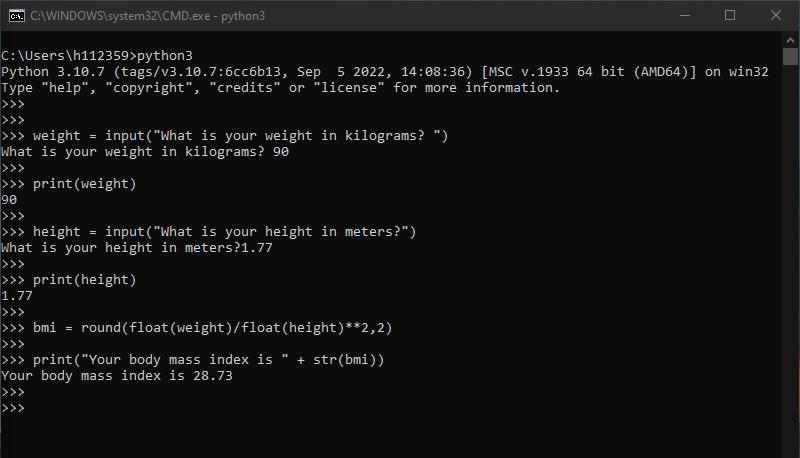 C:\WINDOWS\system32\CMD.exe - python3
C:\Users\h112359>python3
Python 3.10.7 (tags/v3.10.7:6cc6b13, Sep  5 2022, 14:08:36) [MSC v.1933 64 bit (AMD64)] on win32
Type "help", "copyright", "credits" or "license" for more information.
>>>
>>>
>>> weight = input("What is your weight in kilograms? ")
What is your weight in kilograms? 90
>>>
>>> print(weight)
90
>>>
>>> height = input("What is your height in meters?")
What is your height in meters?1.77
>>>
>>> print(height)
1.77
>>>
>>> bmi = round(float(weight)/float(height)**2,2)
>>>
>>> print("Your body mass index is " + str(bmi))
Your body mass index is 28.73
>>>
>>>